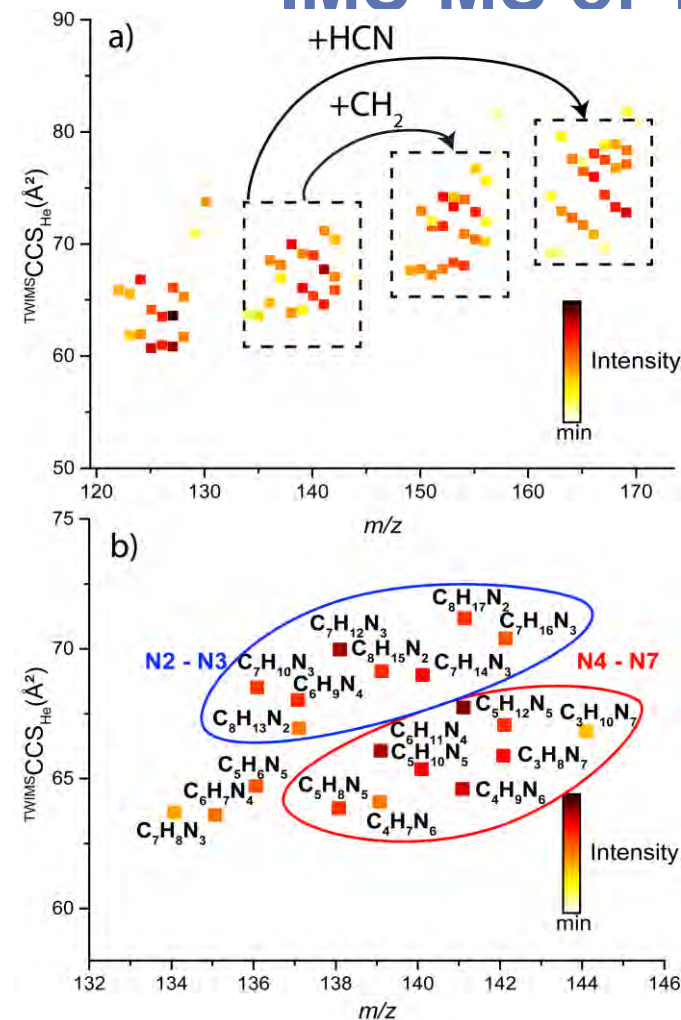 a)
+HCN
+CH₂
90
80
70
60
50
TWIMSCCSHe(Å²)
Intensity
min
120 130 140 150 160 170
m/z
b)
75
70
65
60
TWIMSCCSHe(Å²)
N2 - N3
N4 - N7
C₈H₁₇N₂
C₇H₁₂N₃
C₇H₁₆N₃
C₈H₁₅N₂
C₇H₁₀N₃
C₇H₁₄N₃
C₆H₉N₄
C₈H₁₃N₂
C₅H₁₂N₅
C₃H₁₀N₇
C₆H₁₁N₄
C₅H₁₀N₅
C₃H₈N₇
C₅H₆N₅
C₅H₈N₅
C₄H₉N₆
C₆H₇N₄
C₄H₇N₆
C₇H₈N₃
Intensity
min
132 134 136 138 140 142 144 146
m/z